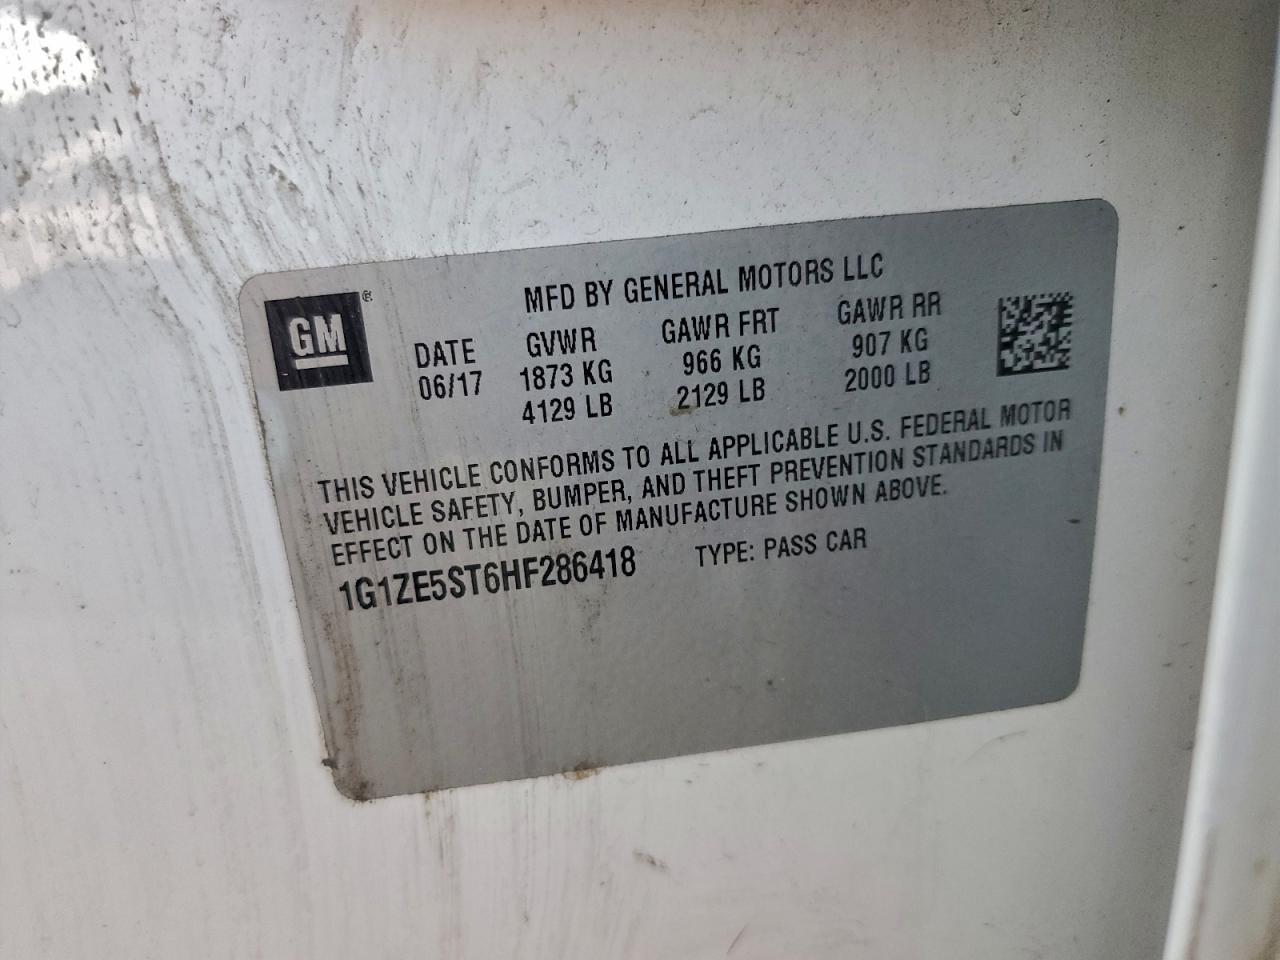 GM®
MFD BY GENERAL MOTORS LLC
DATE GVWR GAWR FRT GAWR RR
06/17 1873 KG 966 KG 907 KG
4129 LB 2129 LB 2000 LB
THIS VEHICLE CONFORMS TO ALL APPLICABLE U.S. FEDERAL MOTOR
VEHICLE SAFETY, BUMPER, AND THEFT PREVENTION STANDARDS IN
EFFECT ON THE DATE OF MANUFACTURE SHOWN ABOVE.
1G1ZE5ST6HF286418 TYPE: PASS CAR